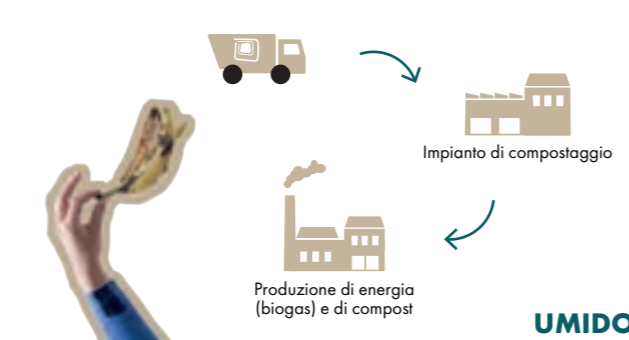 Impianto di compostaggio
Produzione di energia
(biogas) e di compost
UMIDO